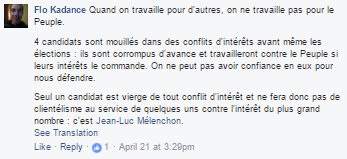 Flo Kadance Quand on travaille pour d'autres, on ne travaille pas pour le
Peuple.
4 candidats sont mouillés dans des conflits d'intérêts avant même les
élections : ils sont corrompus d'avance et travailleront contre le Peuple si
leurs intérêts le commande. On ne peut pas avoir confiance en eux pour
nous défendre.
Seul un candidat est vierge de tout conflit d'intérêt et ne fera donc pas de
clientélisme au service de quelques uns contre l'intérêt du plus grand
nombre : c'est Jean-Luc Mélenchon.
See Translation
Like · Reply · 1 · April 21 at 3:29pm